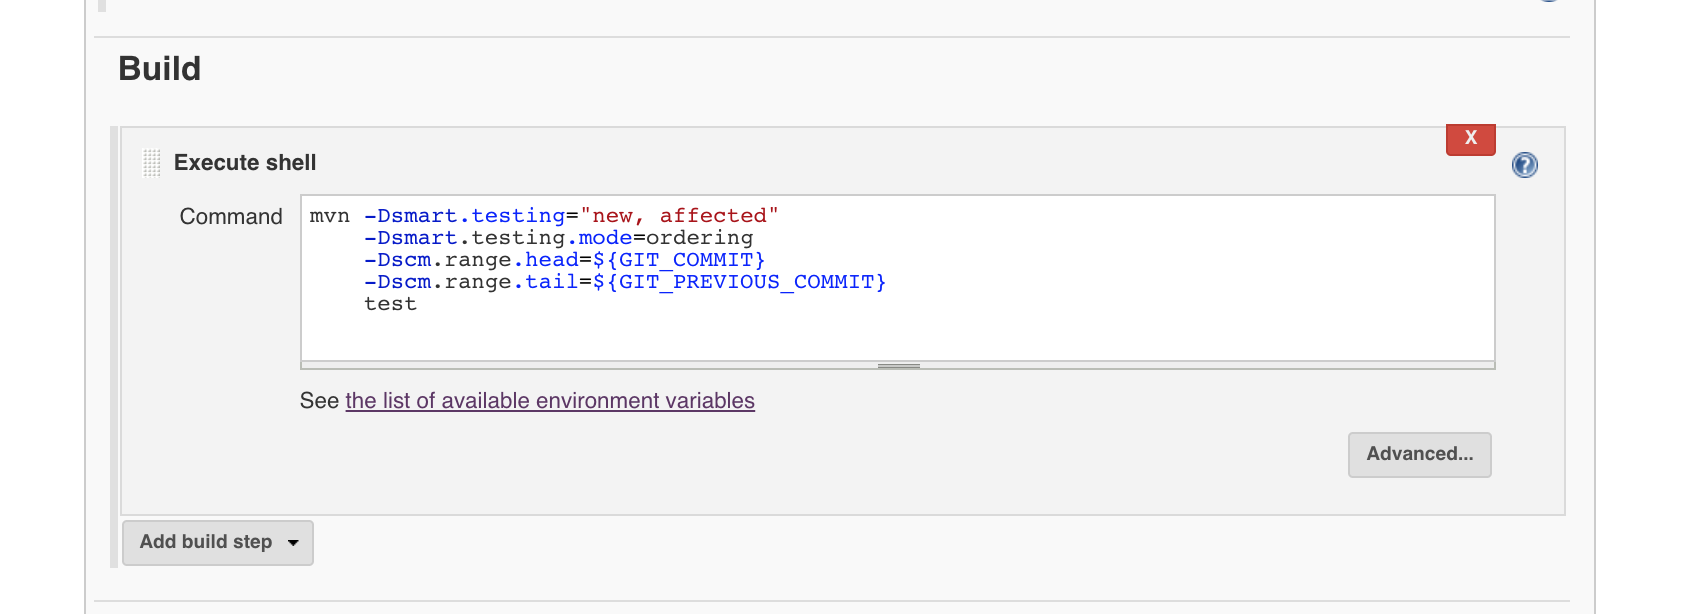 Build
X
Execute shell
?
Command
mvn -Dsmart.testing="new, affected"
-Dsmart.testing.mode=ordering
-Dscm.range.head=${GIT_COMMIT}
-Dscm.range.tail=${GIT_PREVIOUS_COMMIT}
test
See the list of available environment variables
Advanced...
Add build step